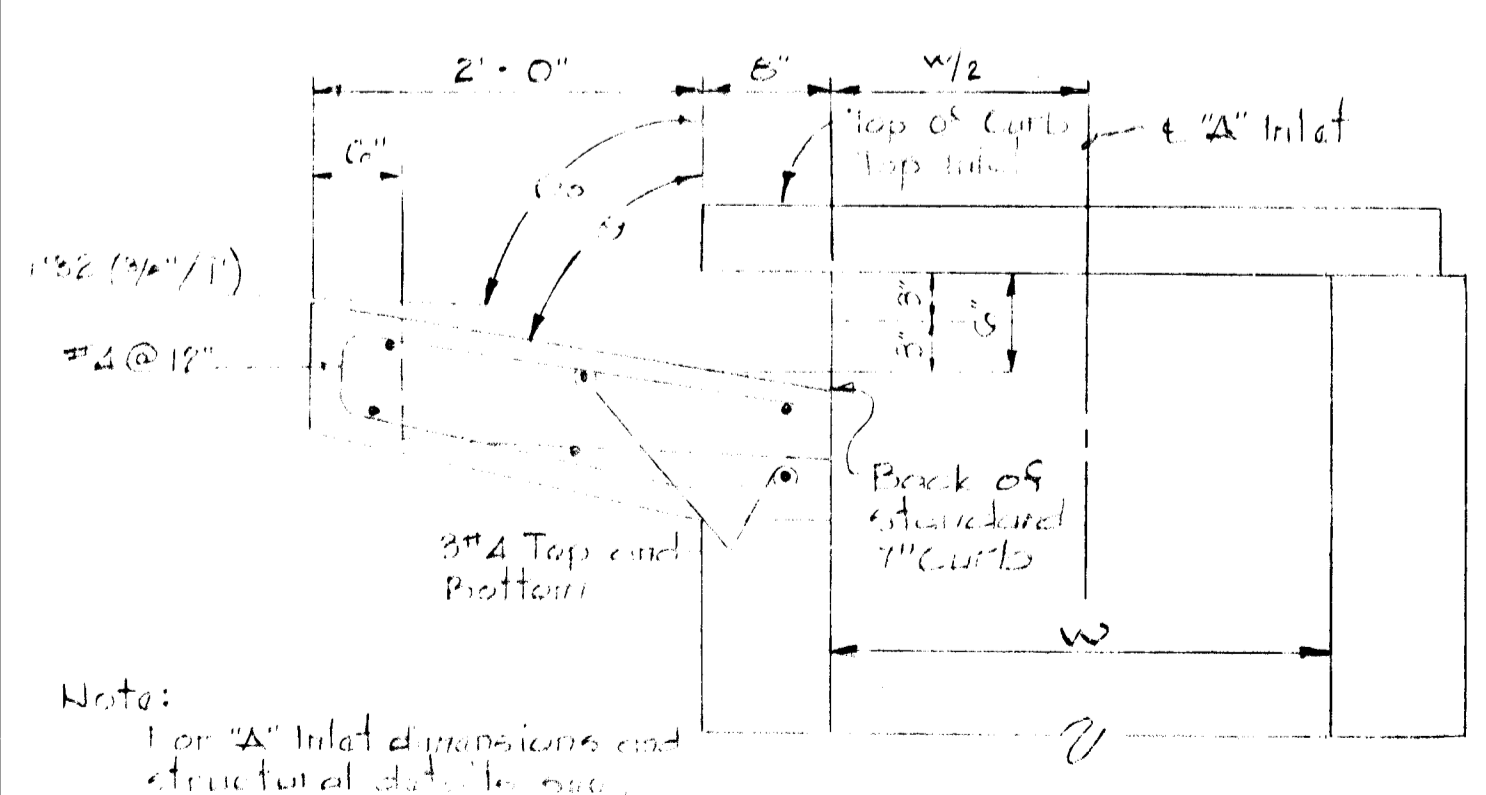 2' - 0"
8"
W/2
6"
Top of Curb
Top Inlet
℄ "A" Inlet
3"
3"
6"
#4 @ 12"
Back of
Standard
7" Curb
3#4 Top and
Bottom
W
Note:
For "A" Inlet dimensions and
structural details